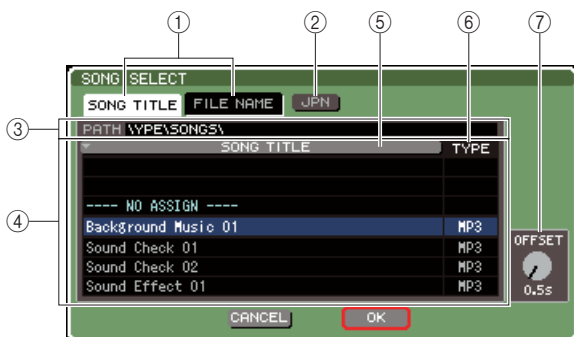 ① ② ⑤ ⑥ ⑦
SONG SELECT
SONG TITLE FILE NAME JPN
③ PATH \YPE\SONGS\
SONG TITLE TYPE
---- NO ASSIGN ----
④ Background Music 01 MP3
Sound Check 01 MP3
Sound Check 02 MP3
Sound Effect 01 MP3
OFFSET
0.5s
CANCEL OK